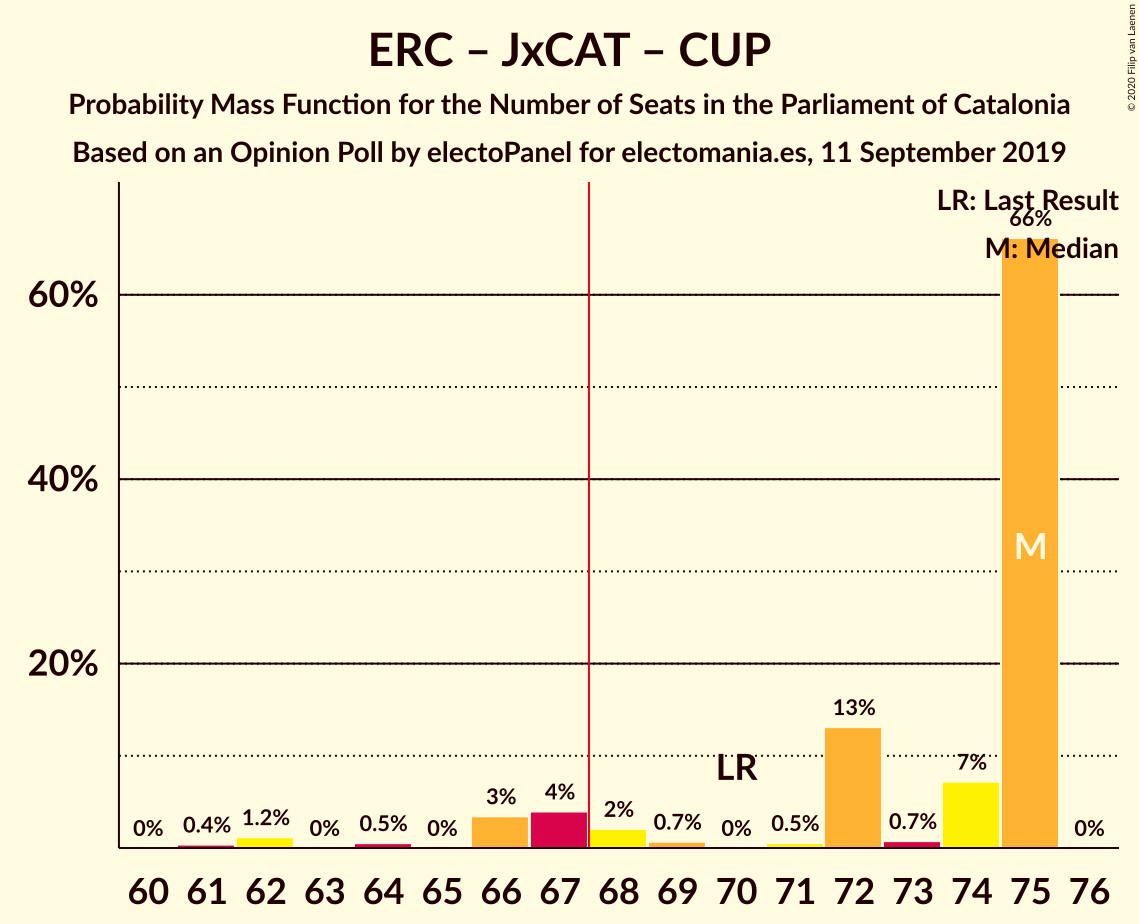 ERC – JxCAT – CUP
Probability Mass Function for the Number of Seats in the Parliament of Catalonia
Based on an Opinion Poll by electoPanel for electomania.es, 11 September 2019
© 2020 Filip van Laenen
LR: Last Result
M: Median
60%
40%
20%
0% 0.4% 1.2% 0% 0.5% 0% 3% 4% 2% 0.7% 0% 0.5% 13% 0.7% 7% 66% 0%
LR
M
60 61 62 63 64 65 66 67 68 69 70 71 72 73 74 75 76